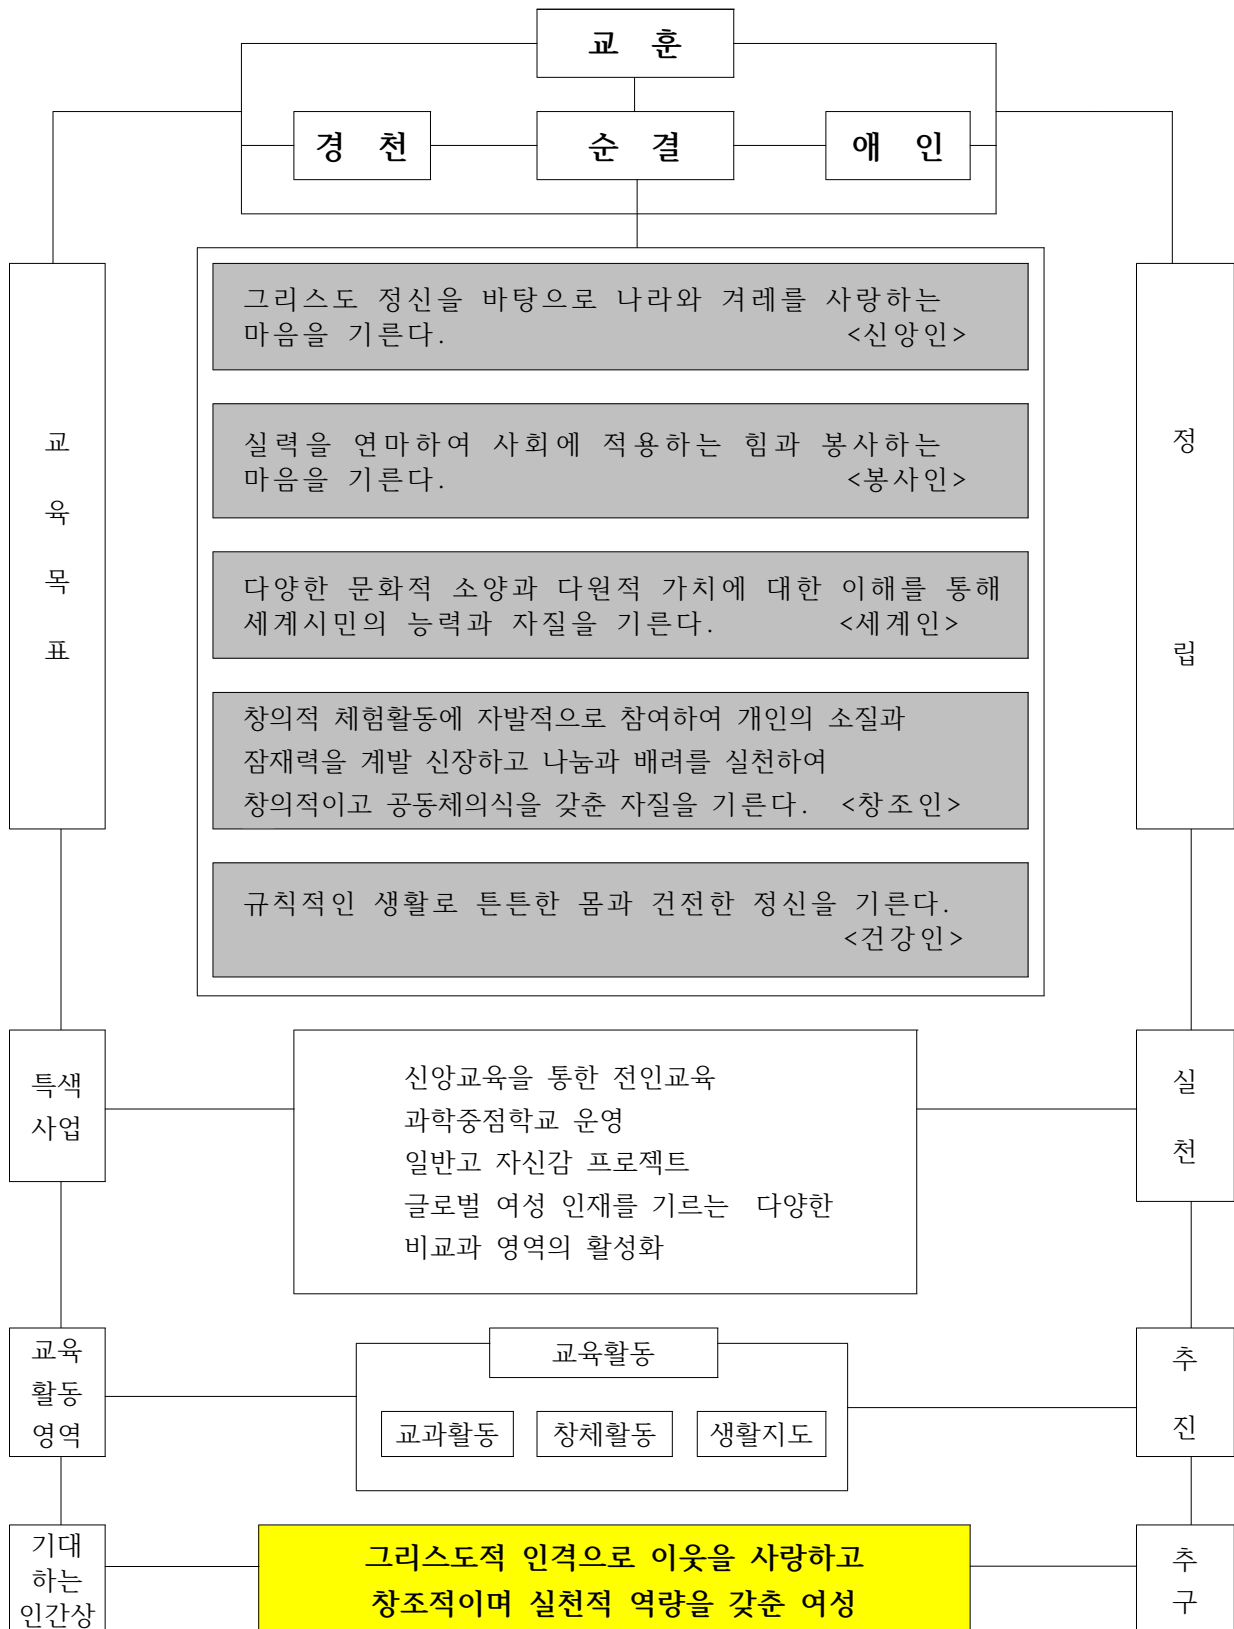 교 훈
경 천
순 결
애 인
교
육
목
표
그리스도 정신을 바탕으로 나라와 겨레를 사랑하는
마음을 기른다. <신앙인>
실력을 연마하여 사회에 적용하는 힘과 봉사하는
마음을 기른다. <봉사인>
다양한 문화적 소양과 다원적 가치에 대한 이해를 통해
세계시민의 능력과 자질을 기른다. <세계인>
창의적 체험활동에 자발적으로 참여하여 개인의 소질과
잠재력을 계발 신장하고 나눔과 배려를 실천하여
창의적이고 공동체의식을 갖춘 자질을 기른다. <창조인>
규칙적인 생활로 튼튼한 몸과 건전한 정신을 기른다.
<건강인>
정
립
특색
사업
신앙교육을 통한 전인교육
과학중점학교 운영
일반고 자신감 프로젝트
글로벌 여성 인재를 기르는 다양한
비교과 영역의 활성화
실
천
교육
활동
영역
교육활동
교과활동
창체활동
생활지도
추
진
기대
하는
인간상
그리스도적 인격으로 이웃을 사랑하고
창조적이며 실천적 역량을 갖춘 여성
추
구